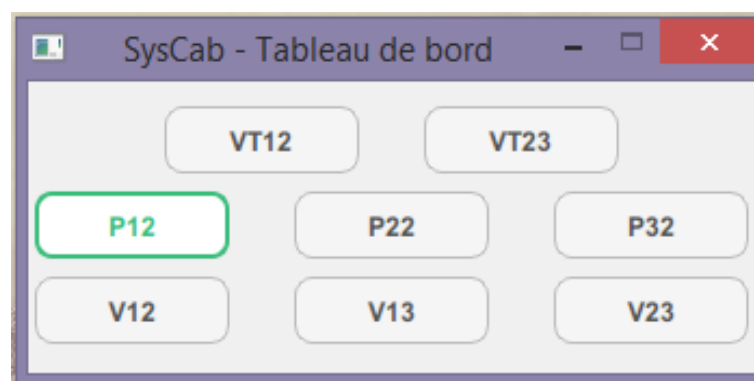 SysCab - Tableau de bord
VT12 VT23
P12 P22 P32
V12 V13 V23